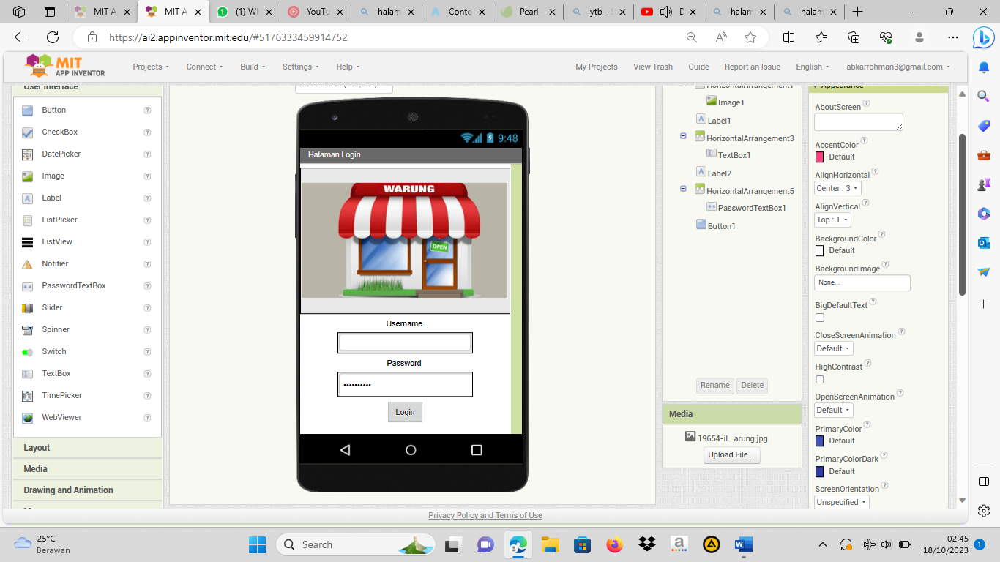 MIT A
MIT A
(1) Wh
YouTu
halam
Conto
Pearl
ytb - S
D
halam
halam
https://ai2.appinventor.mit.edu/#5176333459914752
MIT
APP INVENTOR
Projects
Connect
Build
Settings
Help
My Projects
View Trash
Guide
Report an Issue
English
abkarrohman3@gmail.com
User Interface
Button
CheckBox
DatePicker
Image
Label
ListPicker
ListView
Notifier
PasswordTextBox
Slider
Spinner
Switch
TextBox
TimePicker
WebViewer
Layout
Media
Drawing and Animation
9:48
Halaman Login
WARUNG
OPEN
Username
Password
••••••••••
Login
HorizontalArrangement1
Image1
Label1
HorizontalArrangement3
TextBox1
Label2
HorizontalArrangement5
PasswordTextBox1
Button1
Rename
Delete
Media
19654-il...arung.jpg
Upload File ...
Appearance
AboutScreen
AccentColor
Default
AlignHorizontal
Center : 3
AlignVertical
Top : 1
BackgroundColor
Default
BackgroundImage
None...
BigDefaultText
CloseScreenAnimation
Default
HighContrast
OpenScreenAnimation
Default
PrimaryColor
Default
PrimaryColorDark
Default
ScreenOrientation
Unspecified
Privacy Policy and Terms of Use
25°C
Berawan
Search
02:45
18/10/2023
1